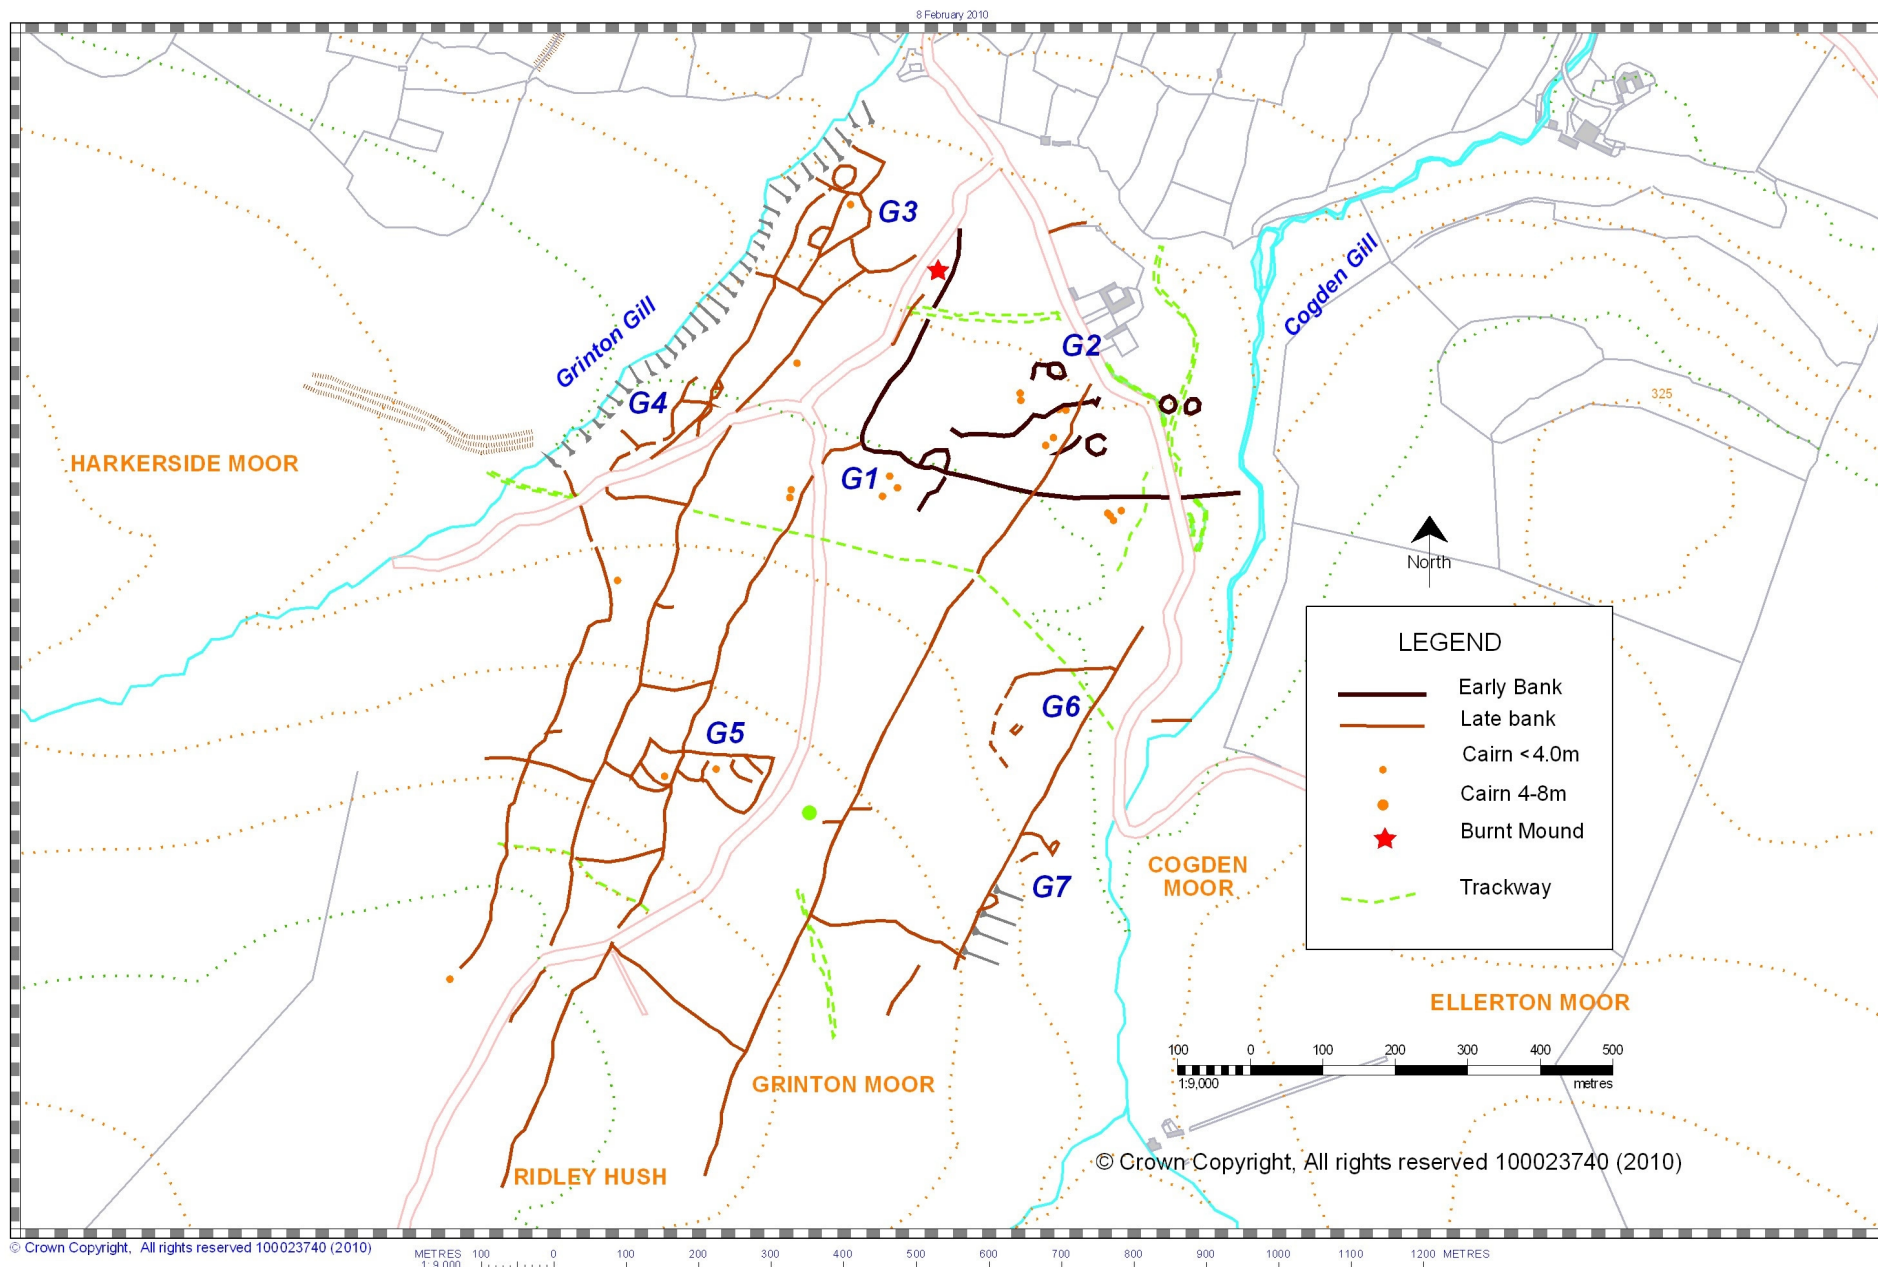 8 February 2010
G3
Grinton Gill
Cogden Gill
G2
G4
325
HARKERSIDE MOOR
G1
North
LEGEND
Early Bank
Late bank
Cairn <4.0m
Cairn 4-8m
Burnt Mound
Trackway
G6
G5
G7
COGDEN
MOOR
ELLERTON MOOR
100 0 100 200 300 400 500
1:9,000 metres
GRINTON MOOR
RIDLEY HUSH
© Crown Copyright, All rights reserved 100023740 (2010)
© Crown Copyright, All rights reserved 100023740 (2010)
METRES 100 0 100 200 300 400 500 600 700 800 900 1000 1100 1200 METRES
1:9,000